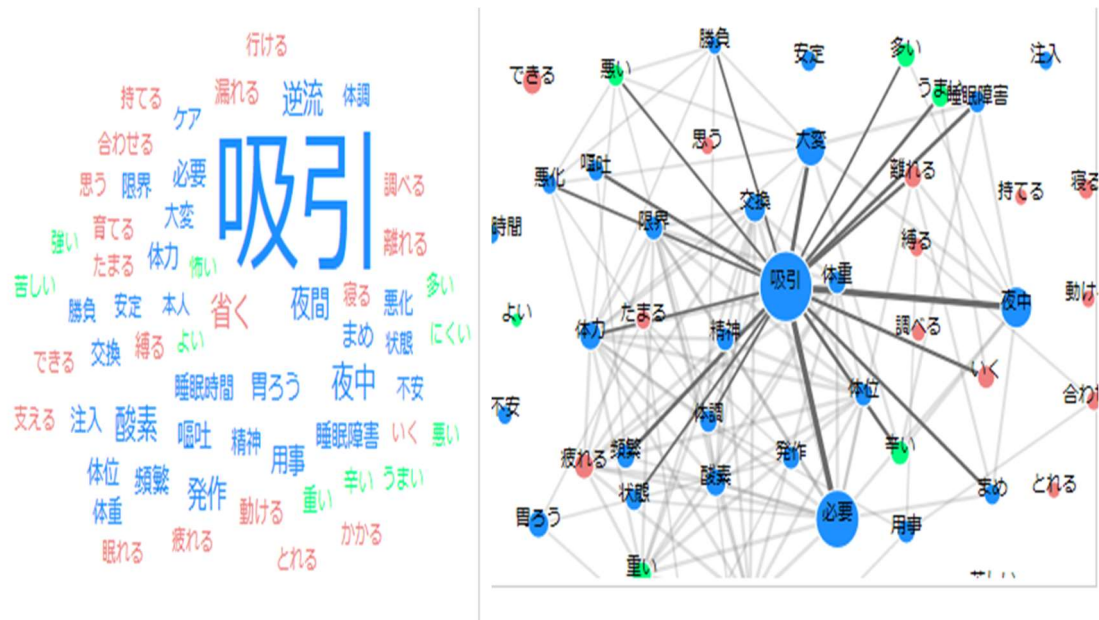 行ける
持てる
漏れる
逆流
体調
ケア
合わせる
吸引
思う
限界
必要
調べる
育てる
大変
強い
離れる
たまる
体力
怖い
苦しい
多い
勝負
安定
本人
省く
夜間
寝る
悪化
まめ
状態
にくい
できる
交換
縛る
よい
睡眠時間
胃ろう
夜中
不安
支える
注入
酸素
嘔吐
精神
睡眠障害
いく
悪い
用事
体位
頻繁
発作
重い
辛い
うまい
体重
動ける
疲れる
眠れる
とれる
かかる
勝負
安定
多い
注入
できる
悪い
うまい
睡眠障害
思う
大変
悪化
嘔吐
離れる
持てる
寝る
交換
限界
時間
縛る
吸引
体重
動け
夜中
よい
たまる
体力
精神
調べる
いく
不安
体位
合わ
体調
疲れる
頻繁
発作
辛い
状態
酸素
まめ
とれる
胃ろう
必要
用事
重い